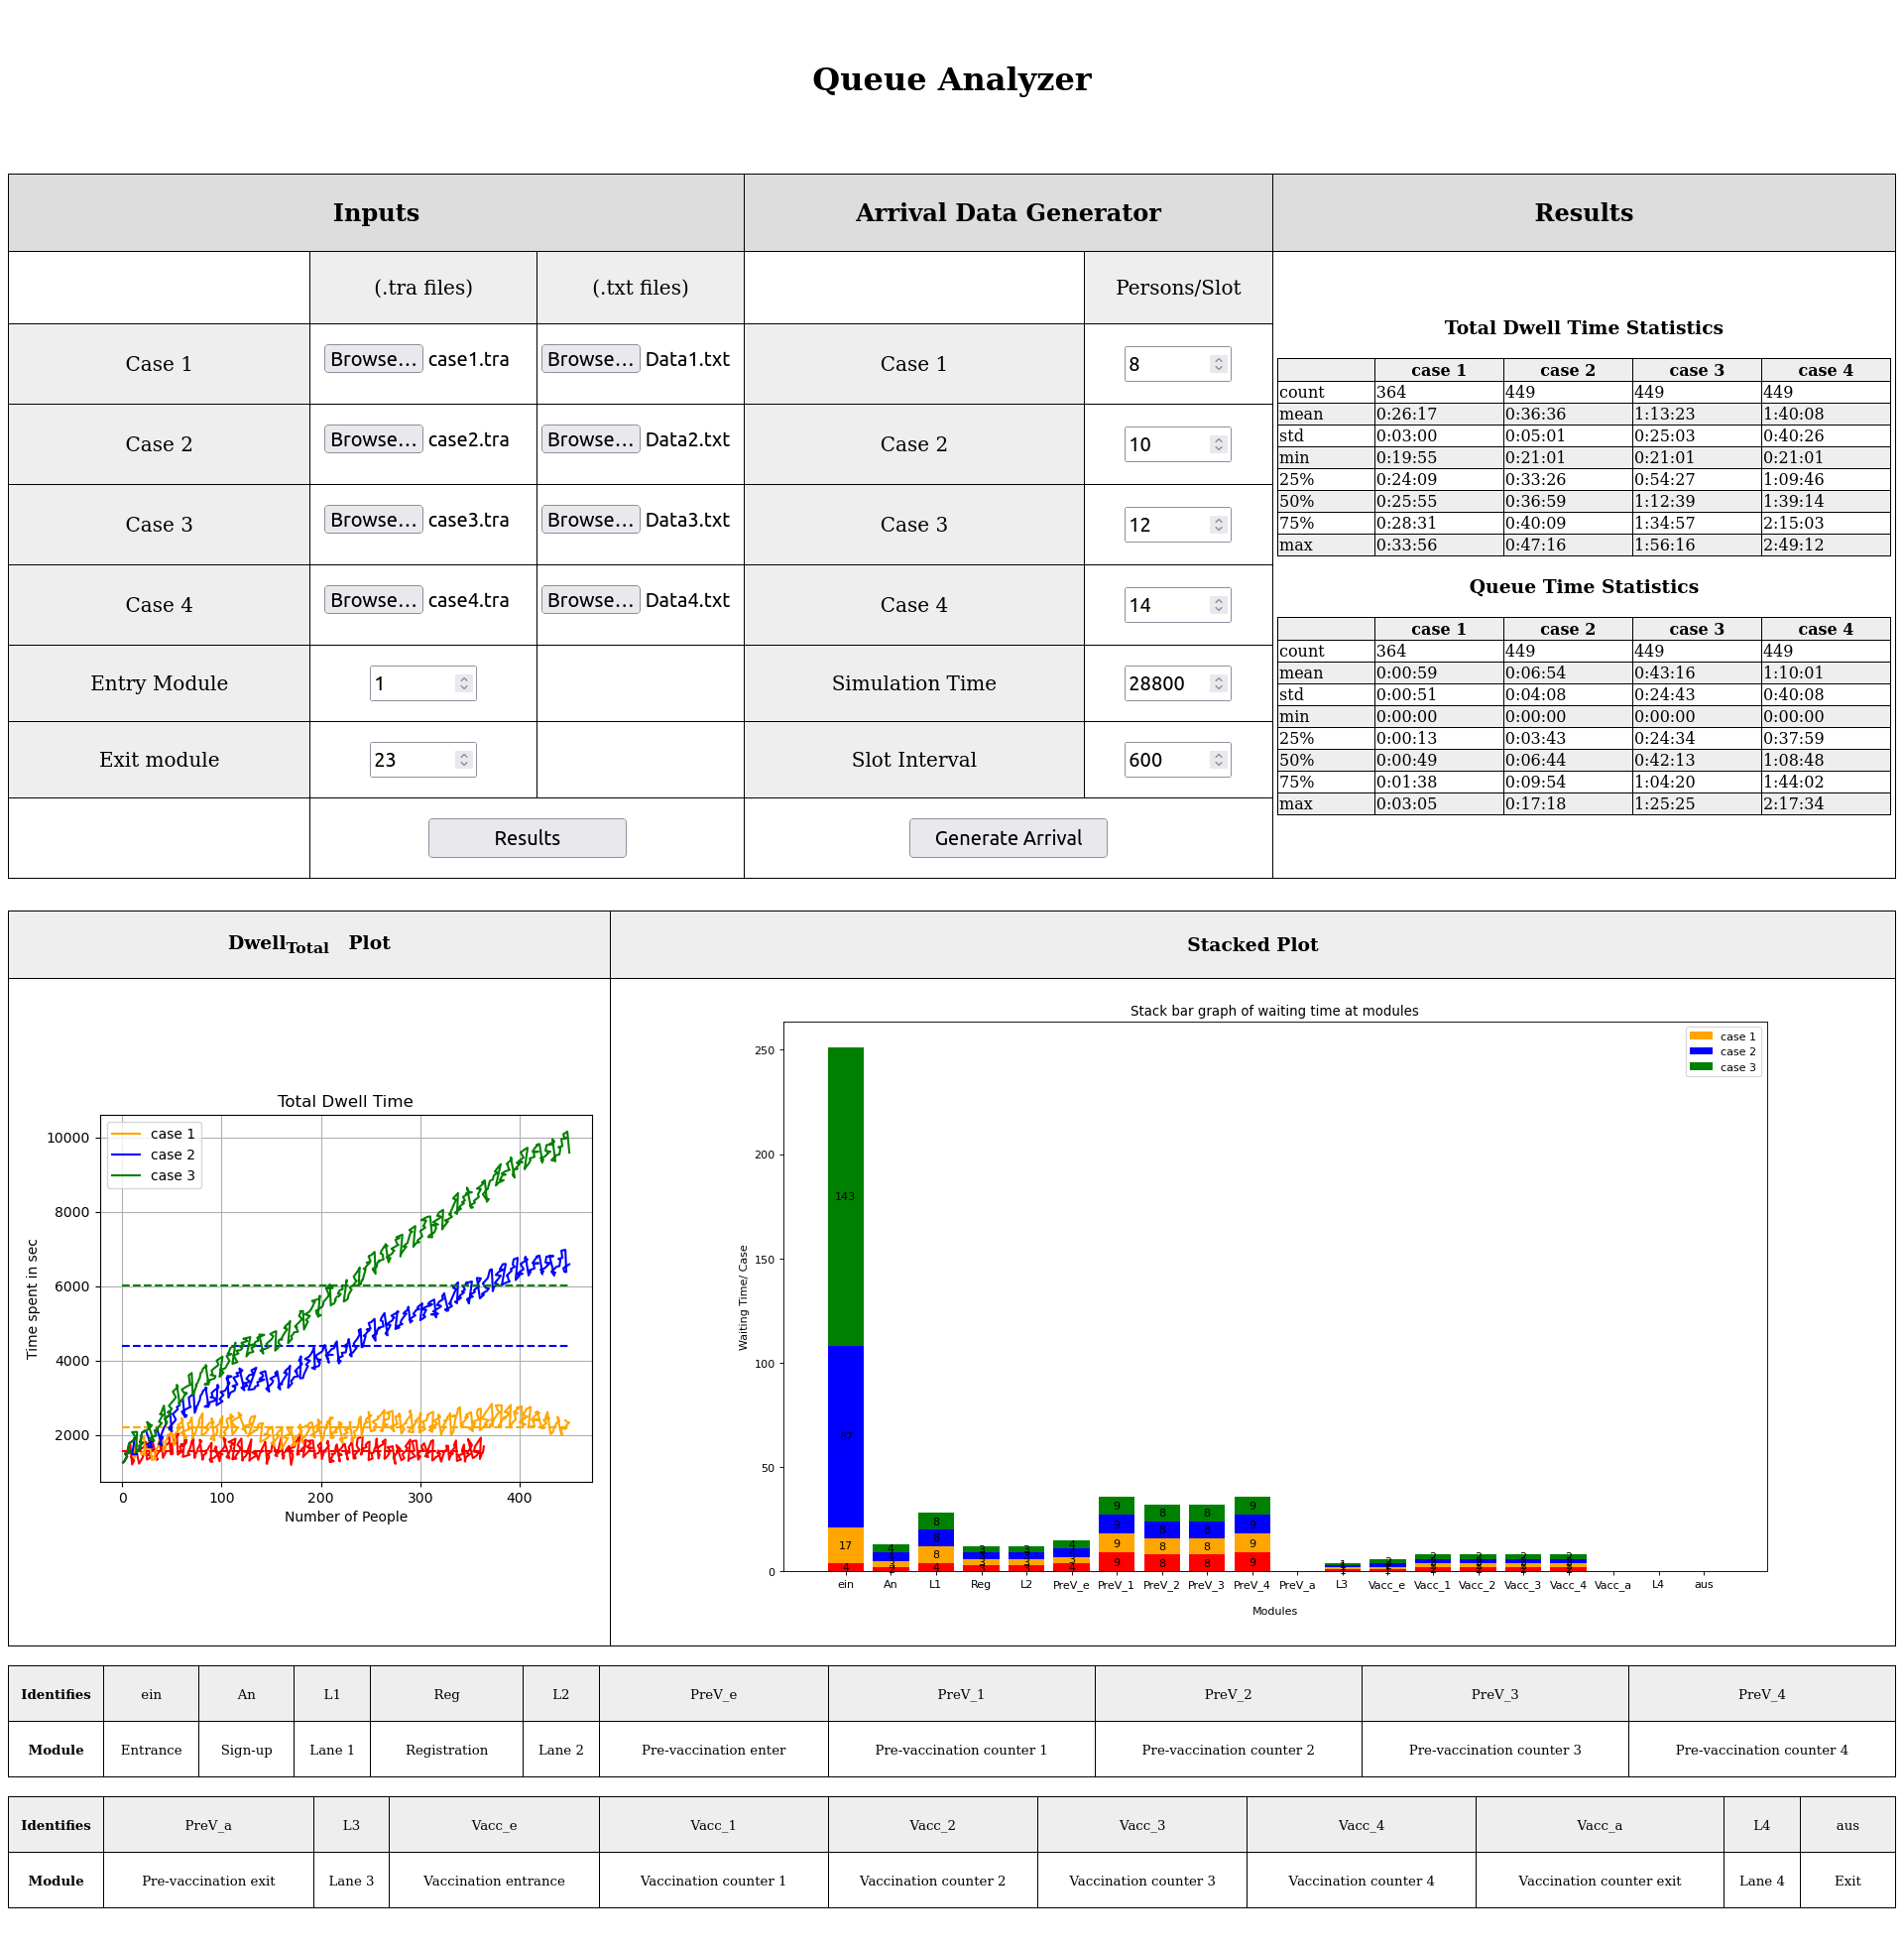 Queue Analyzer
Inputs Arrival Data Generator Results
(.tra files) (.txt files) Persons/Slot
Case 1 Browse... case1.tra Browse... Data1.txt Case 1 8
Case 2 Browse... case2.tra Browse... Data2.txt Case 2 10
Case 3 Browse... case3.tra Browse... Data3.txt Case 3 12
Case 4 Browse... case4.tra Browse... Data4.txt Case 4 14
Entry Module 1 Simulation Time 28800
Exit module 23 Slot Interval 600
Results Generate Arrival
Total Dwell Time Statistics
case 1 case 2 case 3 case 4
count 364 449 449 449
mean 0:26:17 0:36:36 1:13:23 1:40:08
std 0:03:00 0:05:01 0:25:03 0:40:26
min 0:19:55 0:21:01 0:21:01 0:21:01
25% 0:24:09 0:33:26 0:54:27 1:09:46
50% 0:25:55 0:36:59 1:12:39 1:39:14
75% 0:28:31 0:40:09 1:34:57 2:15:03
max 0:33:56 0:47:16 1:56:16 2:49:12
Queue Time Statistics
case 1 case 2 case 3 case 4
count 364 449 449 449
mean 0:00:59 0:06:54 0:43:16 1:10:01
std 0:00:51 0:04:08 0:24:43 0:40:08
min 0:00:00 0:00:00 0:00:00 0:00:00
25% 0:00:13 0:03:43 0:24:34 0:37:59
50% 0:00:49 0:06:44 0:42:13 1:08:48
75% 0:01:38 0:09:54 1:04:20 1:44:02
max 0:03:05 0:17:18 1:25:25 2:17:34
DwellTotal Plot
Total Dwell Time
case 1
case 2
case 3
10000
8000
6000
4000
2000
Time spent in sec
0 100 200 300 400
Number of People
Stacked Plot
Stack bar graph of waiting time at modules
case 1
case 2
case 3
250
200
150
100
50
0
Waiting Time/ Case
143
87
17
4
4
8 8 8 4
3 3
3 3
4 3 4
9 9 9 9
8 8 8 8
8 8 8 8
9 9 9 9
ein An L1 Reg L2 PreV_e PreV_1 PreV_2 PreV_3 PreV_4 PreV_a L3 Vacc_e Vacc_1 Vacc_2 Vacc_3 Vacc_4 Vacc_a L4 aus
Modules
Identifies ein An L1 Reg L2 PreV_e PreV_1 PreV_2 PreV_3 PreV_4
Module Entrance Sign-up Lane 1 Registration Lane 2 Pre-vaccination enter Pre-vaccination counter 1 Pre-vaccination counter 2 Pre-vaccination counter 3 Pre-vaccination counter 4
Identifies PreV_a L3 Vacc_e Vacc_1 Vacc_2 Vacc_3 Vacc_4 Vacc_a L4 aus
Module Pre-vaccination exit Lane 3 Vaccination entrance Vaccination counter 1 Vaccination counter 2 Vaccination counter 3 Vaccination counter 4 Vaccination counter exit Lane 4 Exit